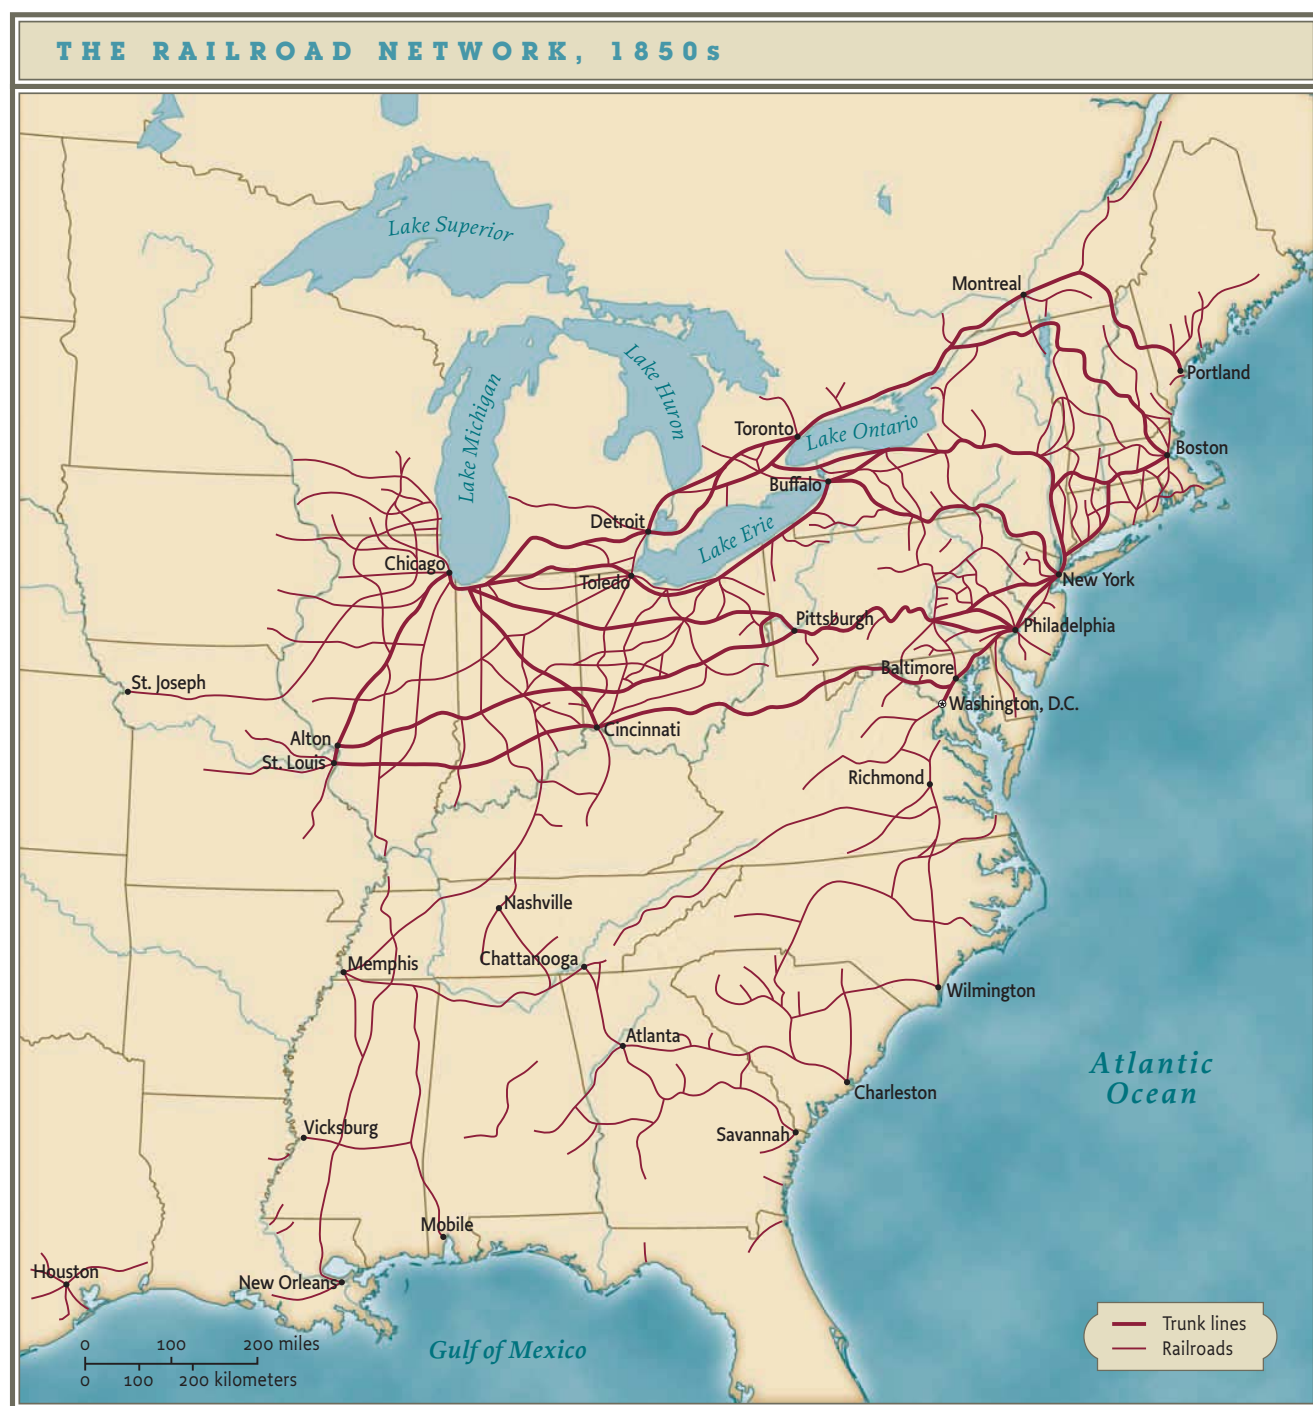 THE RAILROAD NETWORK, 1850s
Lake Superior
Montreal
Lake Huron
Portland
Lake Michigan
Toronto
Lake Ontario
Boston
Buffalo
Detroit
Lake Erie
Chicago
Toledo
New York
Pittsburgh
Philadelphia
Baltimore
St. Joseph
Washington, D.C.
Alton
Cincinnati
St. Louis
Richmond
Nashville
Chattanooga
Memphis
Wilmington
Atlanta
Atlantic
Ocean
Charleston
Vicksburg
Savannah
Mobile
Houston
New Orleans
Gulf of Mexico
0 100 200 miles
0 100 200 kilometers
Trunk lines
Railroads